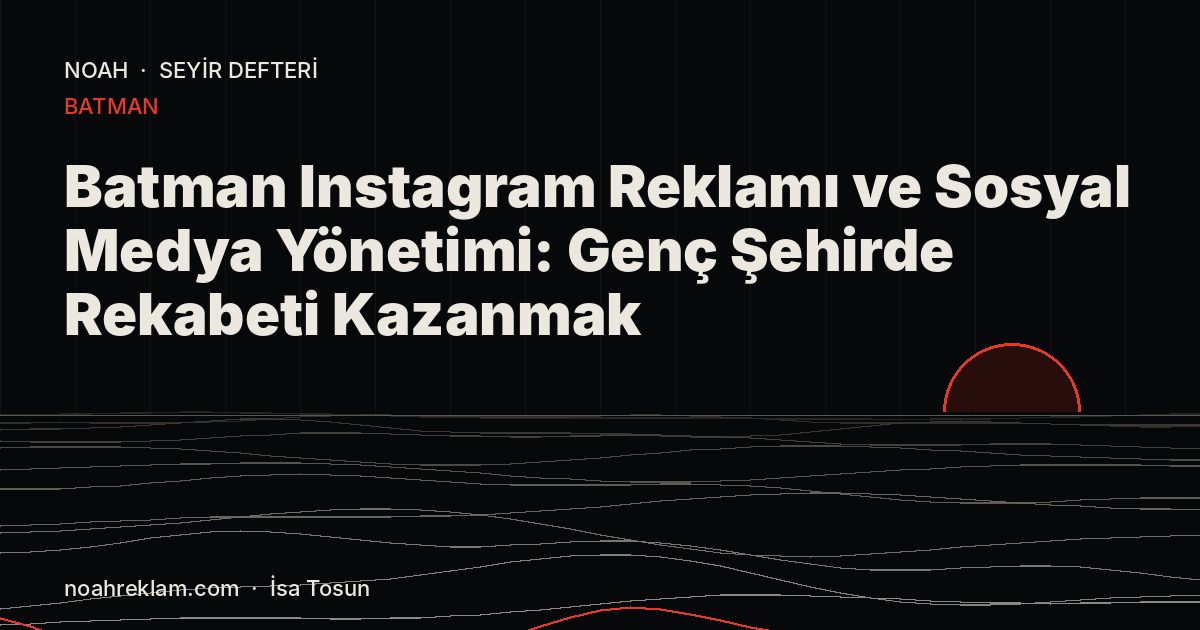 NOAH · SEYİR DEFTERİ
BATMAN
Batman Instagram Reklamı ve Sosyal
Medya Yönetimi: Genç Şehirde
Rekabeti Kazanmak
noahreklam.com · İsa Tosun